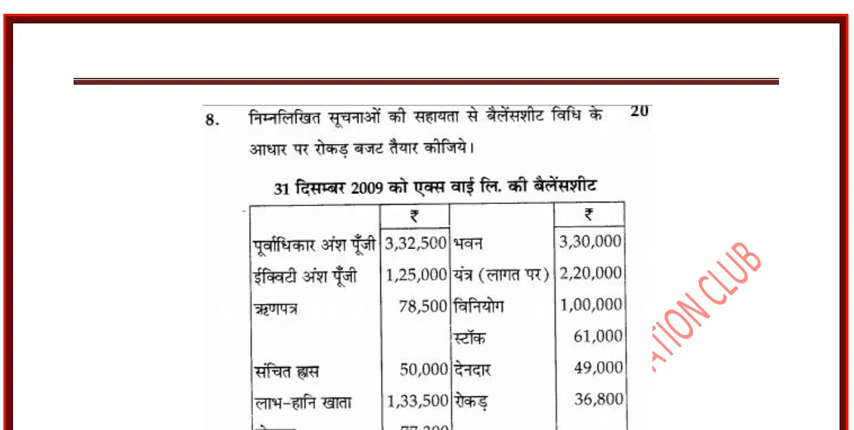 8. निम्नलिखित सूचनाओं की सहायता से बैलेंसशीट विधि के 20
आधार पर रोकड़ बजट तैयार कीजिये।
31 दिसम्बर 2009 को एक्स वाई लि. की बैलेंसशीट
₹ ₹
पूर्वाधिकार अंश पूँजी 3,32,500 भवन 3,30,000
ईक्विटी अंश पूँजी 1,25,000 यंत्र (लागत पर) 2,20,000
ऋणपत्र 78,500 विनियोग 1,00,000
स्टॉक 61,000
संचित ह्रास 50,000 देनदार 49,000
लाभ-हानि खाता 1,33,500 रोकड़ 36,800
ATION CLUB